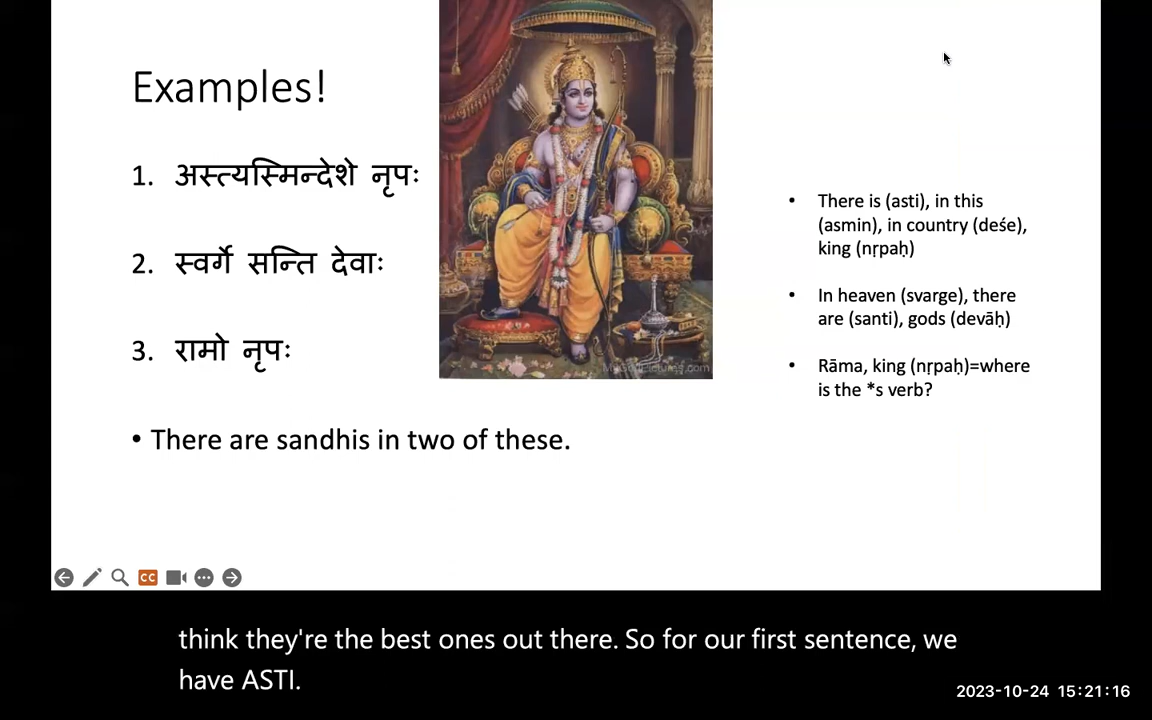 Examples!
1. अस्त्यस्मिन्देशे नृपः
2. स्वर्गे सन्ति देवाः
3. रामो नृपः
• There are sandhis in two of these.
• There is (asti), in this
(asmin), in country (deśe),
king (nṛpaḥ)
• In heaven (svarge), there
are (santi), gods (devāḥ)
• Rāma, king (nṛpaḥ)=where
is the *s verb?
CC
think they're the best ones out there. So for our first sentence, we
have ASTI.
2023-10-24 15:21:16